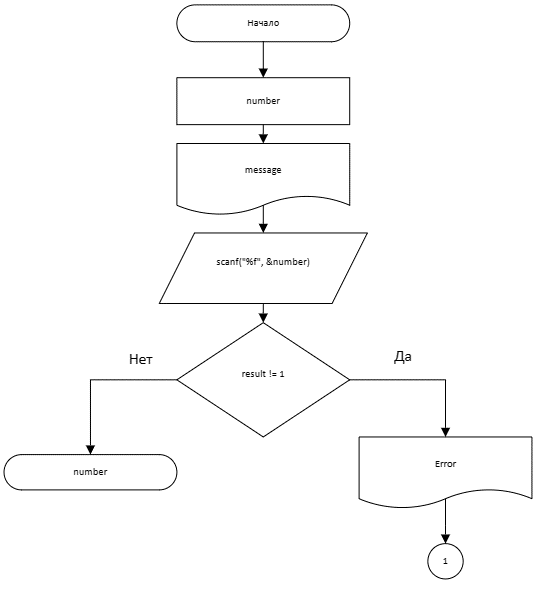 Начало
number
message
scanf("%f", &number)
result != 1
Нет
Да
number
Error
1